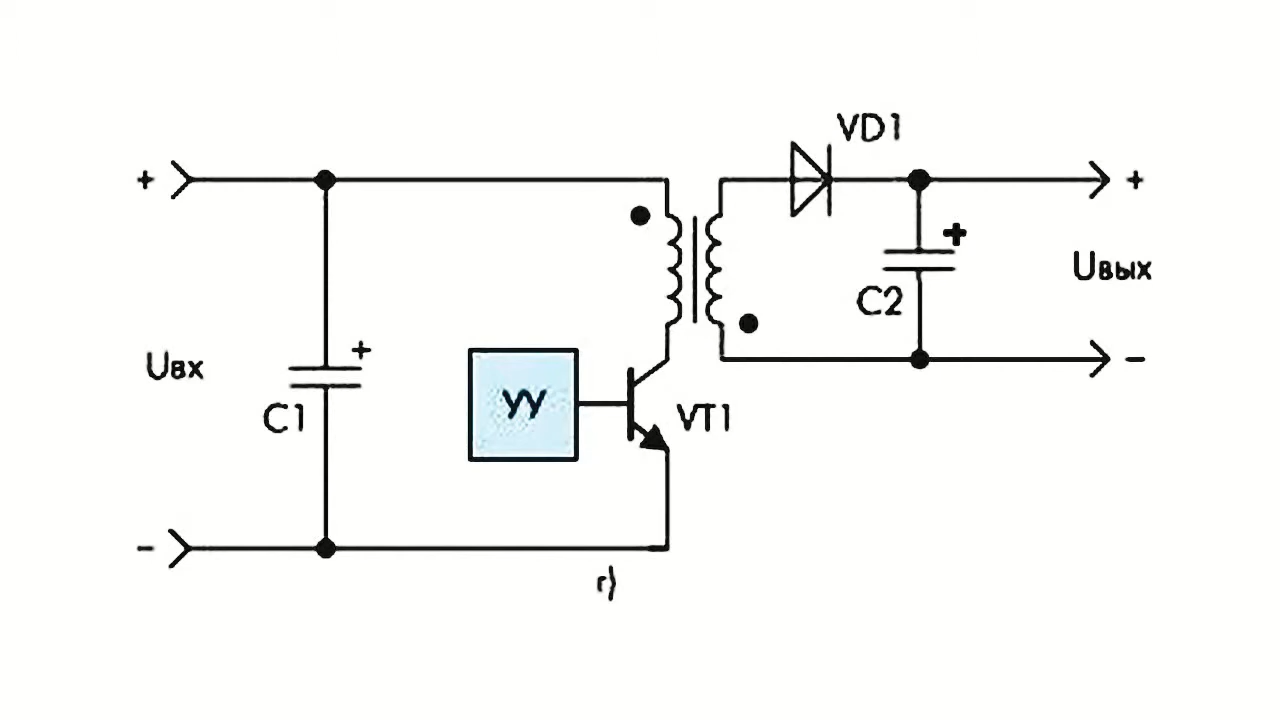 VD1
+
+
+
Uвых
C2
+
Uвх
C1
УУ
VT1
−
−
г)